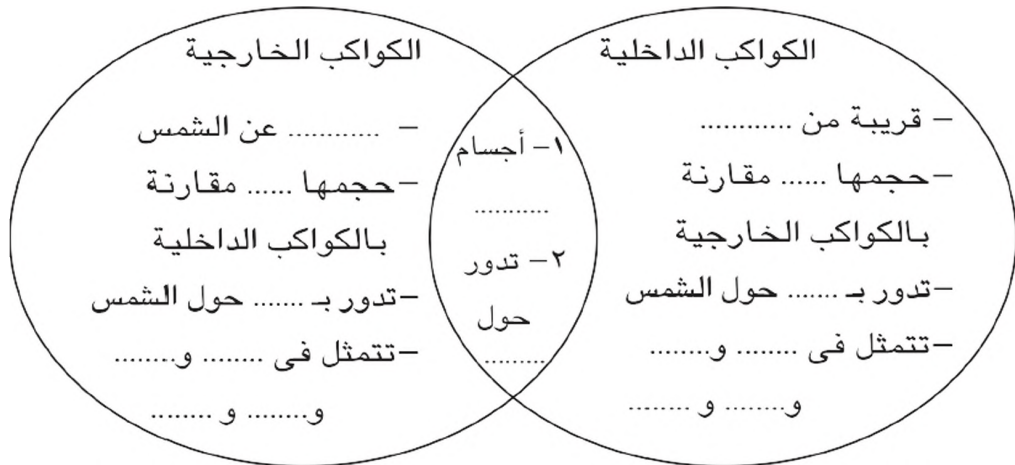 الكواكب الداخلية
– قريبة من ............
–حجمها ...... مقارنة
بالكواكب الخارجية
–تدور بـ ....... حول الشمس
–تتمثل فى ........ و........
و........ و ........
١– أجسام
..........
٢– تدور
حول
........
الكواكب الخارجية
– ............ عن الشمس
–حجمها ...... مقارنة
بالكواكب الداخلية
–تدور بـ ....... حول الشمس
–تتمثل فى ........ و........
و........ و ........